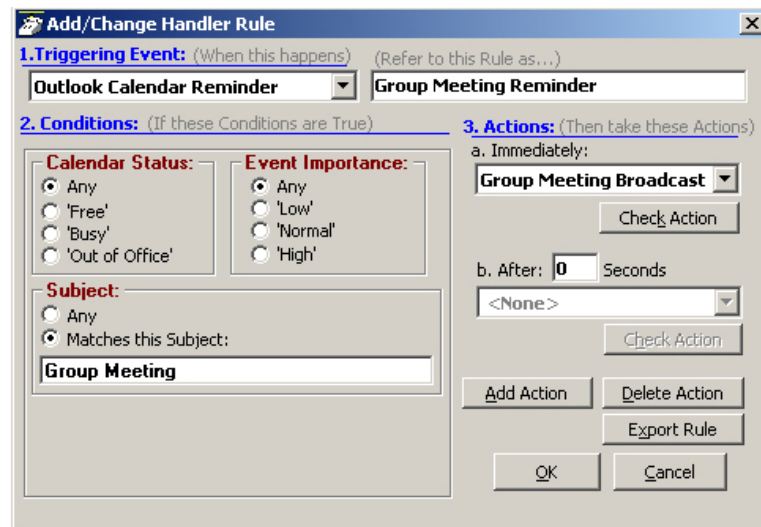 Add/Change Handler Rule
1.Triggering Event: (When this happens)
(Refer to this Rule as...)
Outlook Calendar Reminder
Group Meeting Reminder
2. Conditions: (If these Conditions are True)
Calendar Status:
Any
'Free'
'Busy'
'Out of Office'
Event Importance:
Any
'Low'
'Normal'
'High'
Subject:
Any
Matches this Subject:
Group Meeting
3. Actions: (Then take these Actions)
a. Immediately:
Group Meeting Broadcast
Check Action
b. After: 0 Seconds
<None>
Check Action
Add Action
Delete Action
Export Rule
OK
Cancel